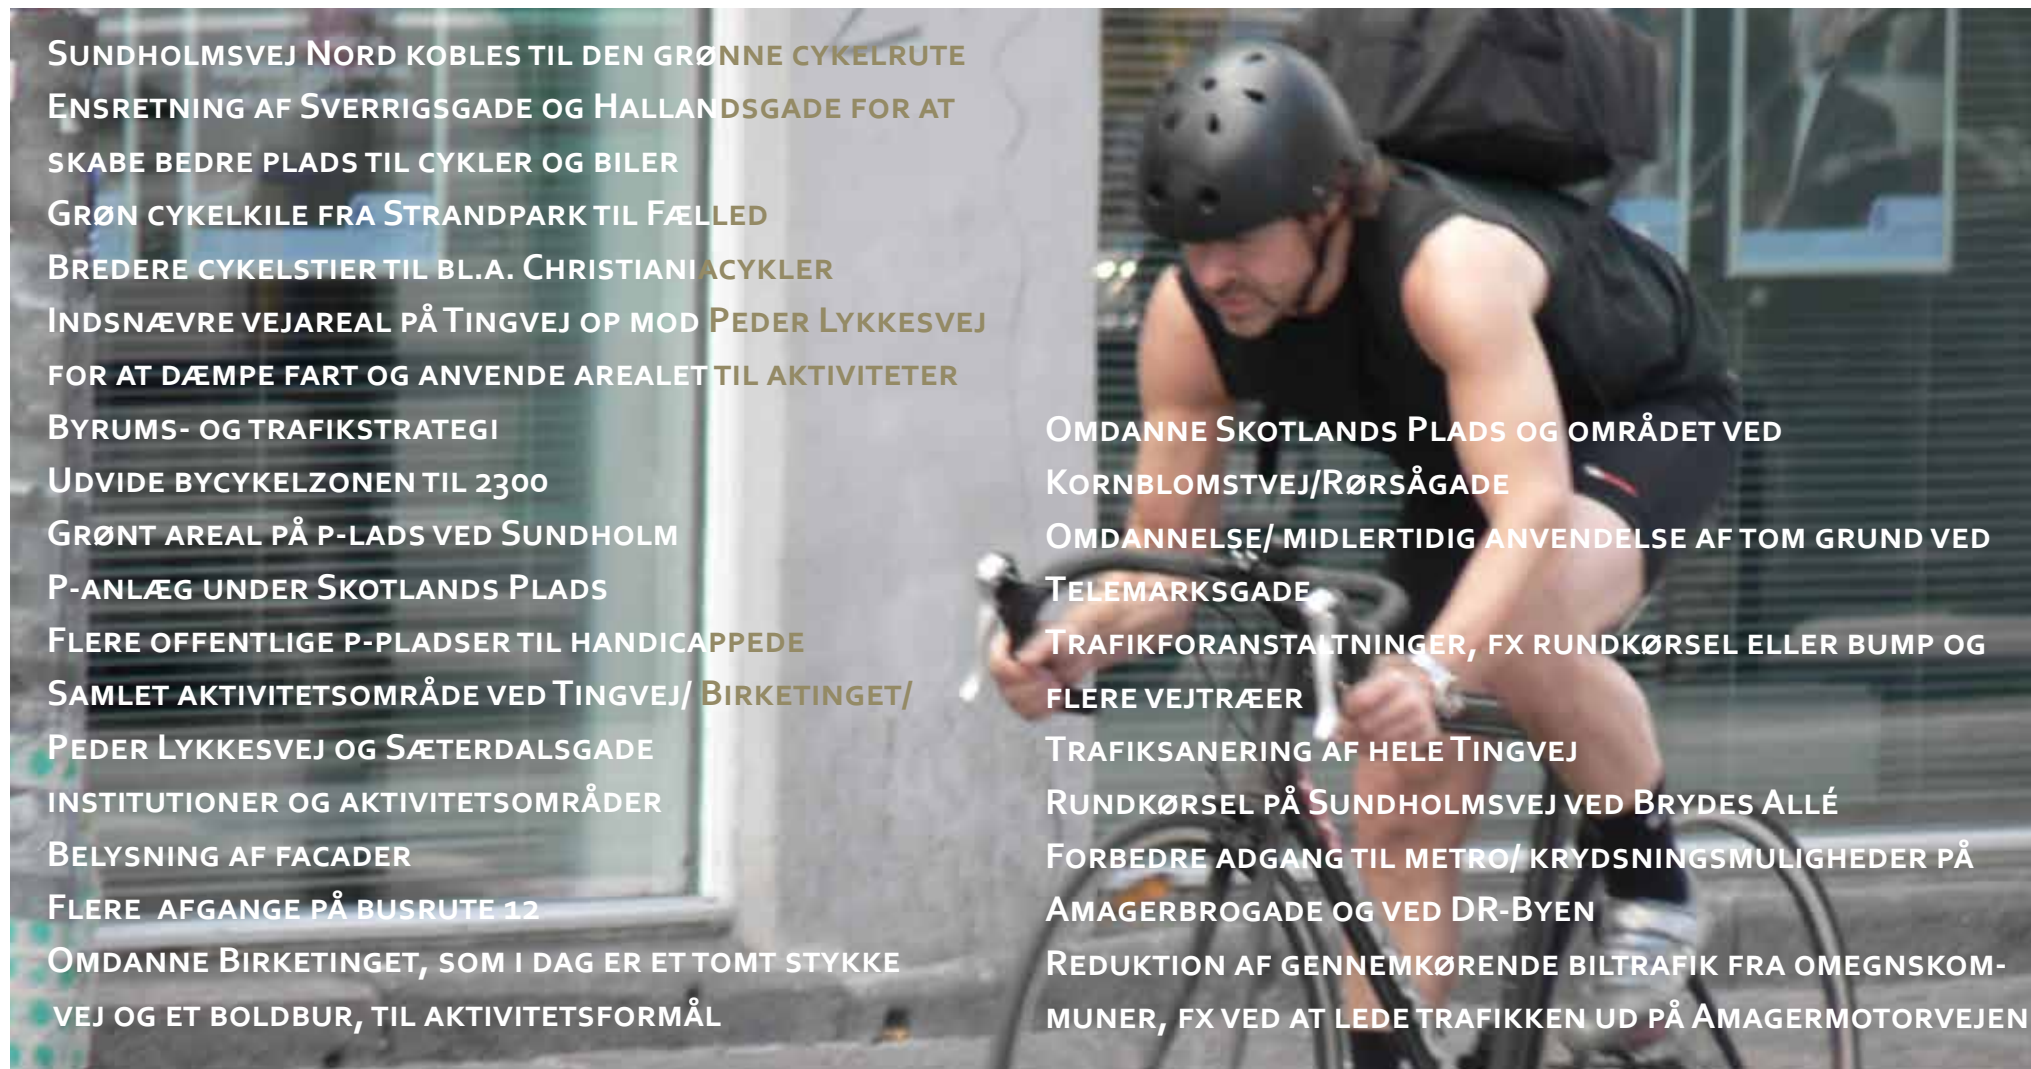 Sundholmsvej Nord kobles til den grønne cykelrute
Ensretning af Sverrigsgade og Hallandsgade for at
skabe bedre plads til cykler og biler
Grøn cykelkile fra Strandpark til Fælled
Bredere cykelstier til bl.a. Christianiacykler
Indsnævre vejareal på Tingvej op mod Peder Lykkesvej
for at dæmpe fart og anvende arealet til aktiviteter
Byrums- og trafikstrategi
Udvide bycykelzonen til 2300
Grønt areal på p-lads ved Sundholm
P-anlæg under Skotlands Plads
Flere offentlige p-pladser til handicappede
Samlet aktivitetsområde ved Tingvej/ Birketinget/
Peder Lykkesvej og Sæterdalsgade
institutioner og aktivitetsområder
Belysning af facader
Flere afgange på busrute 12
Omdanne Birketinget, som i dag er et tomt stykke
vej og et boldbur, til aktivitetsformål
Omdanne Skotlands Plads og området ved
Kornblomstvej/Rørsågade
Omdannelse/ midlertidig anvendelse af tom grund ved
Telemarksgade
Trafikforanstaltninger, fx rundkørsel eller bump og
flere vejtræer
Trafiksanering af hele Tingvej
Rundkørsel på Sundholmsvej ved Brydes Allé
Forbedre adgang til metro/ krydsningsmuligheder på
Amagerbrogade og ved DR-Byen
Reduktion af gennemkørende biltrafik fra omegnskom-
muner, fx ved at lede trafikken ud på Amagermotorvejen